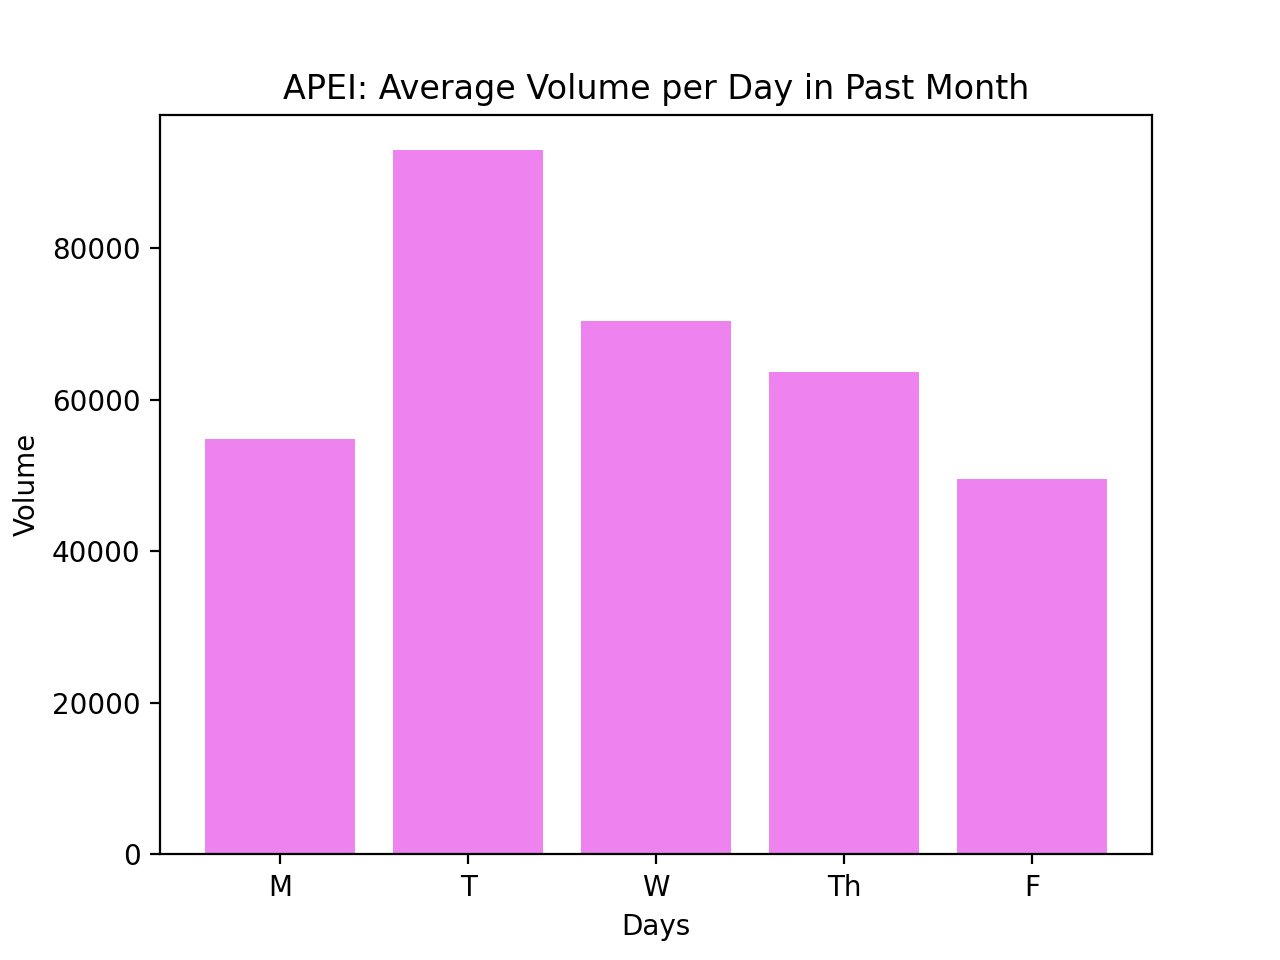 APEI: Average Volume per Day in Past Month
Volume
80000
60000
40000
20000
0
M T W Th F
Days